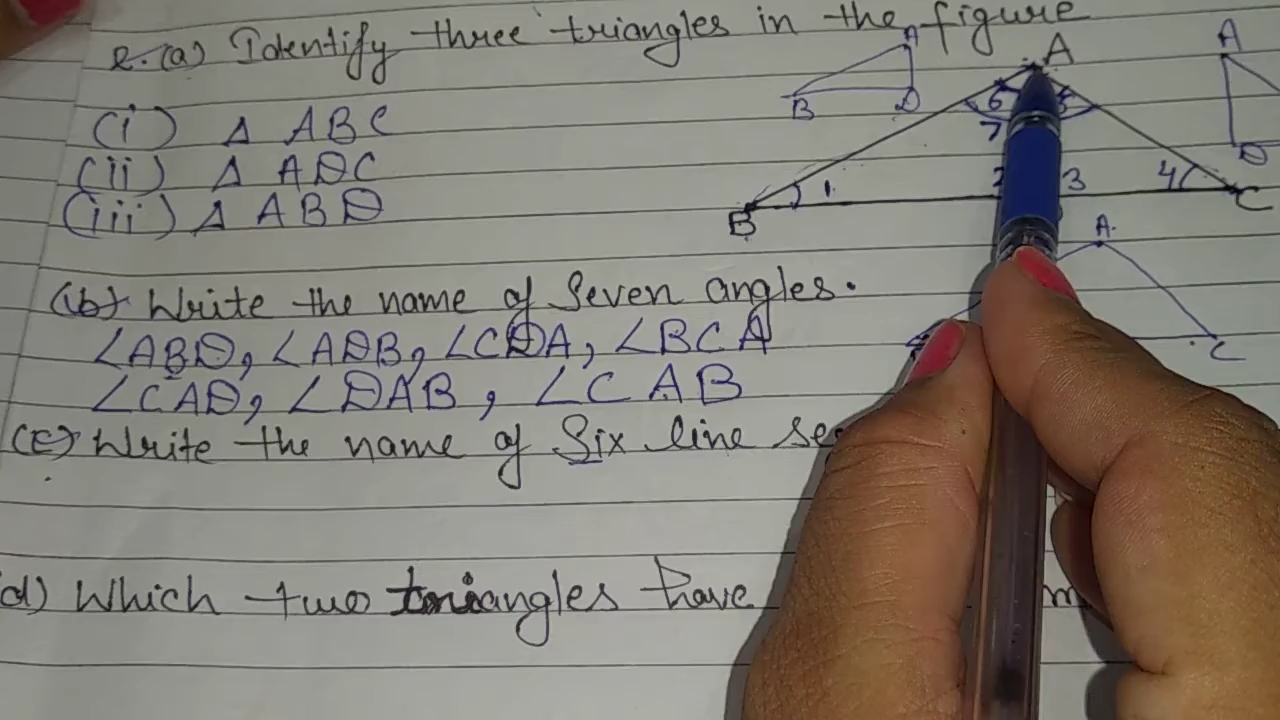 2.(a) Identify three triangles in the figure
(i) Δ ABC
(ii) Δ ADC
(iii) Δ ABD
A
B D
A
6 5
7
1 3 4
B C
A
D
A
C
(b) Write the name of Seven angles.
∠ABD, ∠ADB, ∠CDA, ∠BCA
∠CAD, ∠DAB, ∠CAB
(c) Write the name of Six line
(d) Which two triangles have